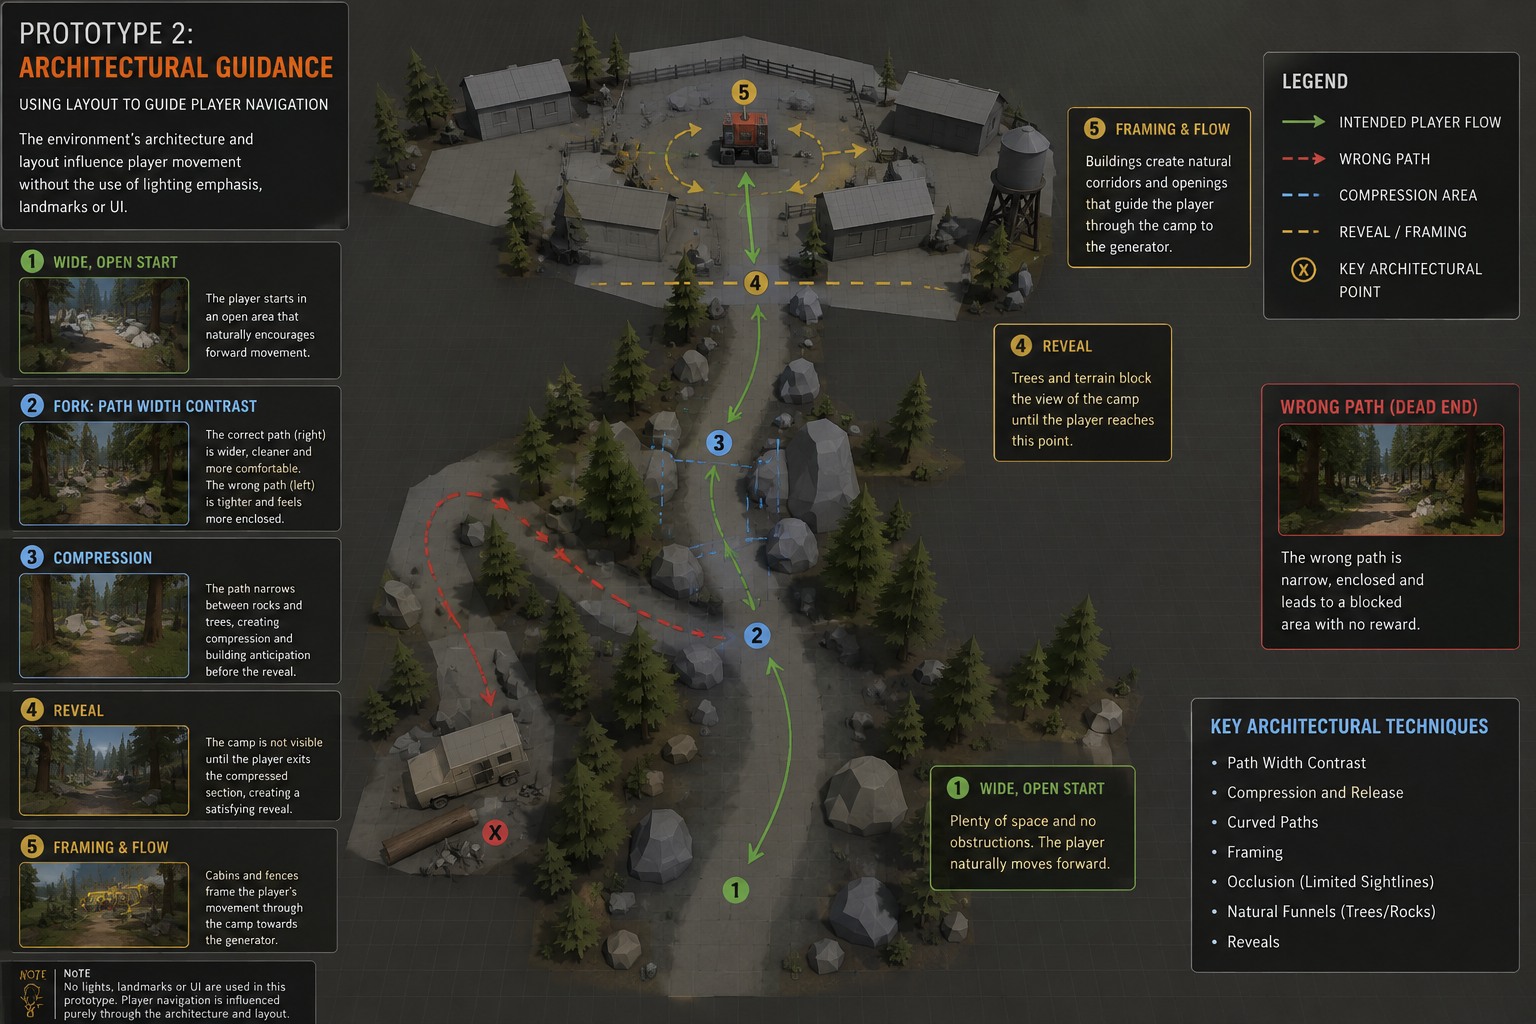 PROTOTYPE 2:
ARCHITECTURAL GUIDANCE
USING LAYOUT TO GUIDE PLAYER NAVIGATION
The environment's architecture and
layout influence player movement
without the use of lighting emphasis,
landmarks or UI.
1 WIDE, OPEN START
The player starts in
an open area that
naturally encourages
forward movement.
2 FORK: PATH WIDTH CONTRAST
The correct path (right)
is wider, cleaner and
more comfortable.
The wrong path (left)
is tighter and feels
more enclosed.
3 COMPRESSION
The path narrows
between rocks and
trees, creating
compression and
building anticipation
before the reveal.
4 REVEAL
The camp is not visible
until the player exits
the compressed
section, creating a
satisfying reveal.
5 FRAMING & FLOW
Cabins and fences
frame the player's
movement through
the camp towards
the generator.
NOTE
NOTE
No lights, landmarks or UI are used in this
prototype. Player navigation is influenced
purely through the architecture and layout.
5
4
3
2
1
X
5 FRAMING & FLOW
Buildings create natural
corridors and openings
that guide the player
through the camp to
the generator.
4 REVEAL
Trees and terrain block
the view of the camp
until the player reaches
this point.
1 WIDE, OPEN START
Plenty of space and no
obstructions. The player
naturally moves forward.
LEGEND
INTENDED PLAYER FLOW
WRONG PATH
COMPRESSION AREA
REVEAL / FRAMING
X KEY ARCHITECTURAL
POINT
WRONG PATH (DEAD END)
The wrong path is
narrow, enclosed and
leads to a blocked
area with no reward.
KEY ARCHITECTURAL TECHNIQUES
• Path Width Contrast
• Compression and Release
• Curved Paths
• Framing
• Occlusion (Limited Sightlines)
• Natural Funnels (Trees/Rocks)
• Reveals